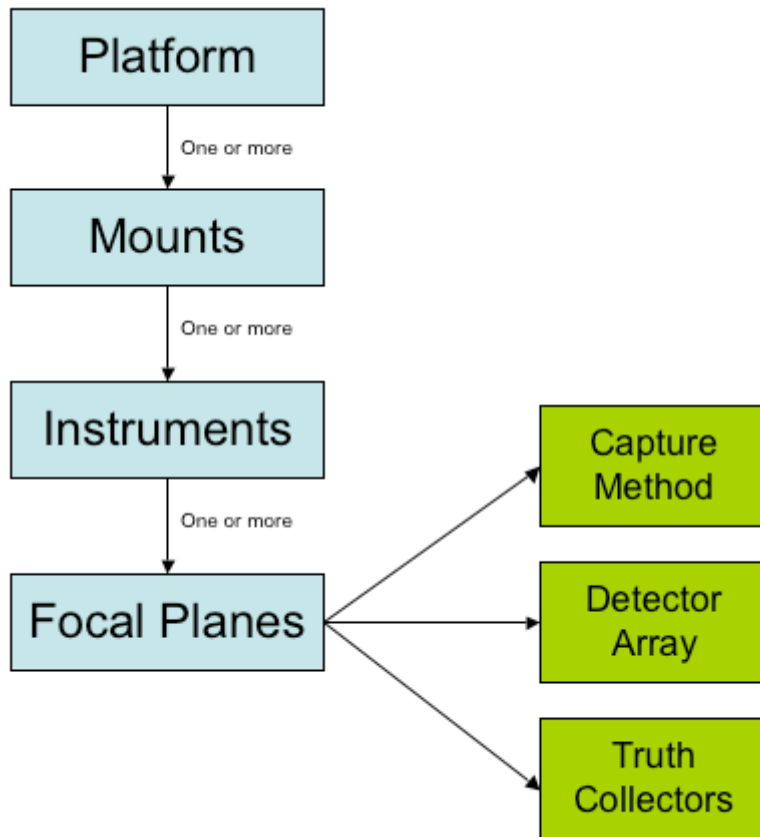 Platform
One or more
Mounts
One or more
Instruments
One or more
Focal Planes
Capture
Method
Detector
Array
Truth
Collectors